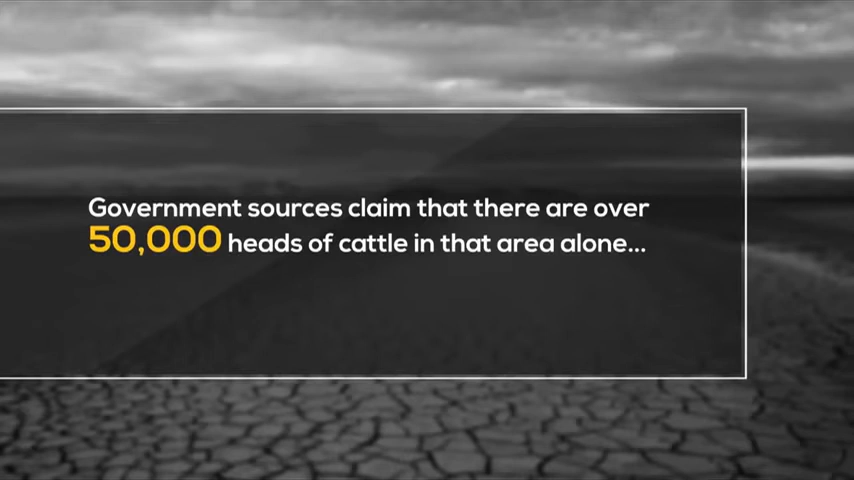 Government sources claim that there are over
50,000 heads of cattle in that area alone...